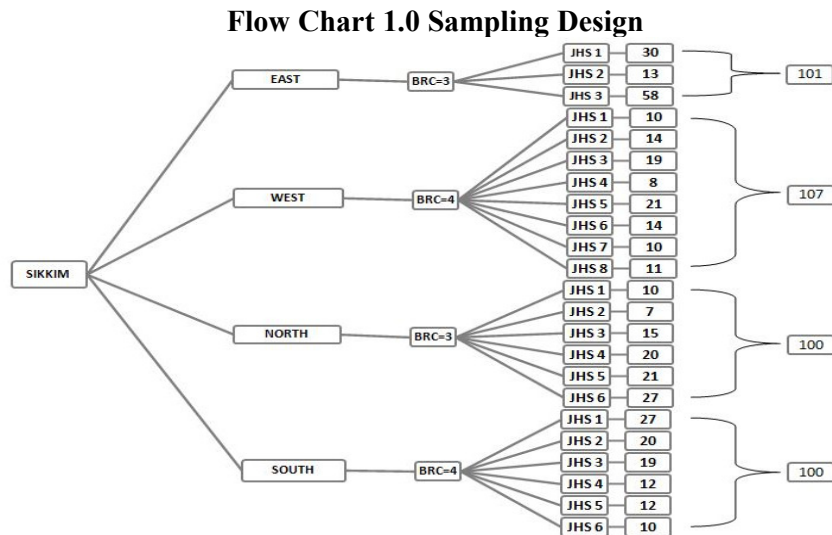 Flow Chart 1.0 Sampling Design
SIKKIM
EAST
BRC=3
JHS 1 30
JHS 2 13
JHS 3 58
101
WEST
BRC=4
JHS 1 10
JHS 2 14
JHS 3 19
JHS 4 8
JHS 5 21
JHS 6 14
JHS 7 10
JHS 8 11
107
NORTH
BRC=3
JHS 1 10
JHS 2 7
JHS 3 15
JHS 4 20
JHS 5 21
JHS 6 27
100
SOUTH
BRC=4
JHS 1 27
JHS 2 20
JHS 3 19
JHS 4 12
JHS 5 12
JHS 6 10
100